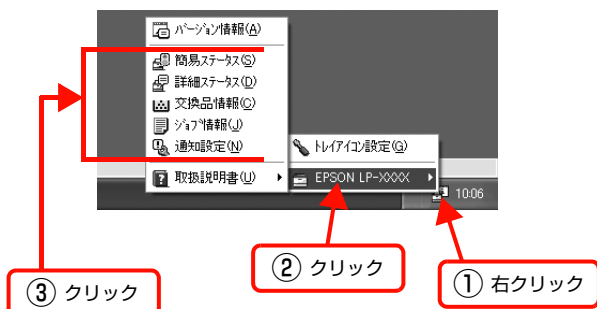 バージョン情報(A)
簡易ステータス(S)
詳細ステータス(D)
交換品情報(C)
ジョブ情報(J)
通知設定(N)
取扱説明書(U)
トレイアイコン設定(G)
EPSON LP-XXXX
10:06
③ クリック
② クリック
① 右クリック